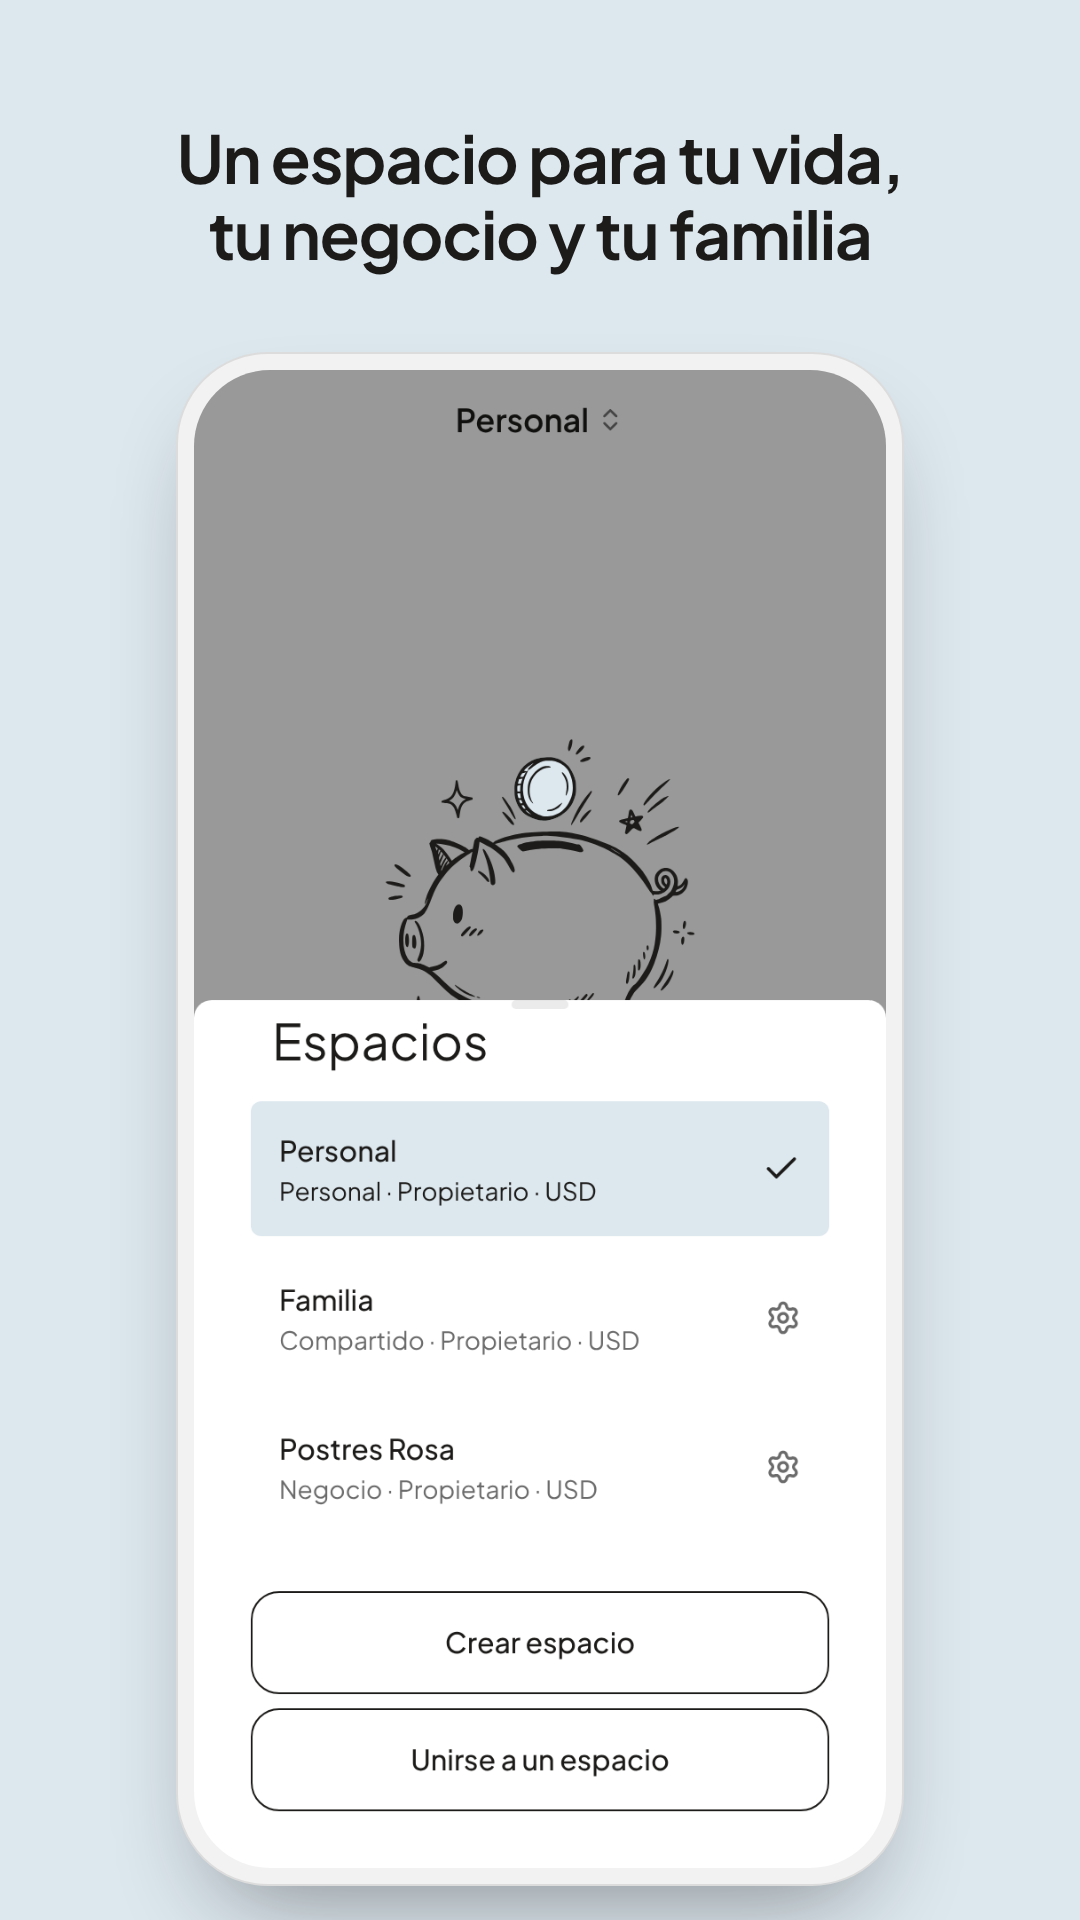 Un espacio para tu vida,
tu negocio y tu familia
Personal
Espacios
Personal
Personal · Propietario · USD
Familia
Compartido · Propietario · USD
Postres Rosa
Negocio · Propietario · USD
Crear espacio
Unirse a un espacio